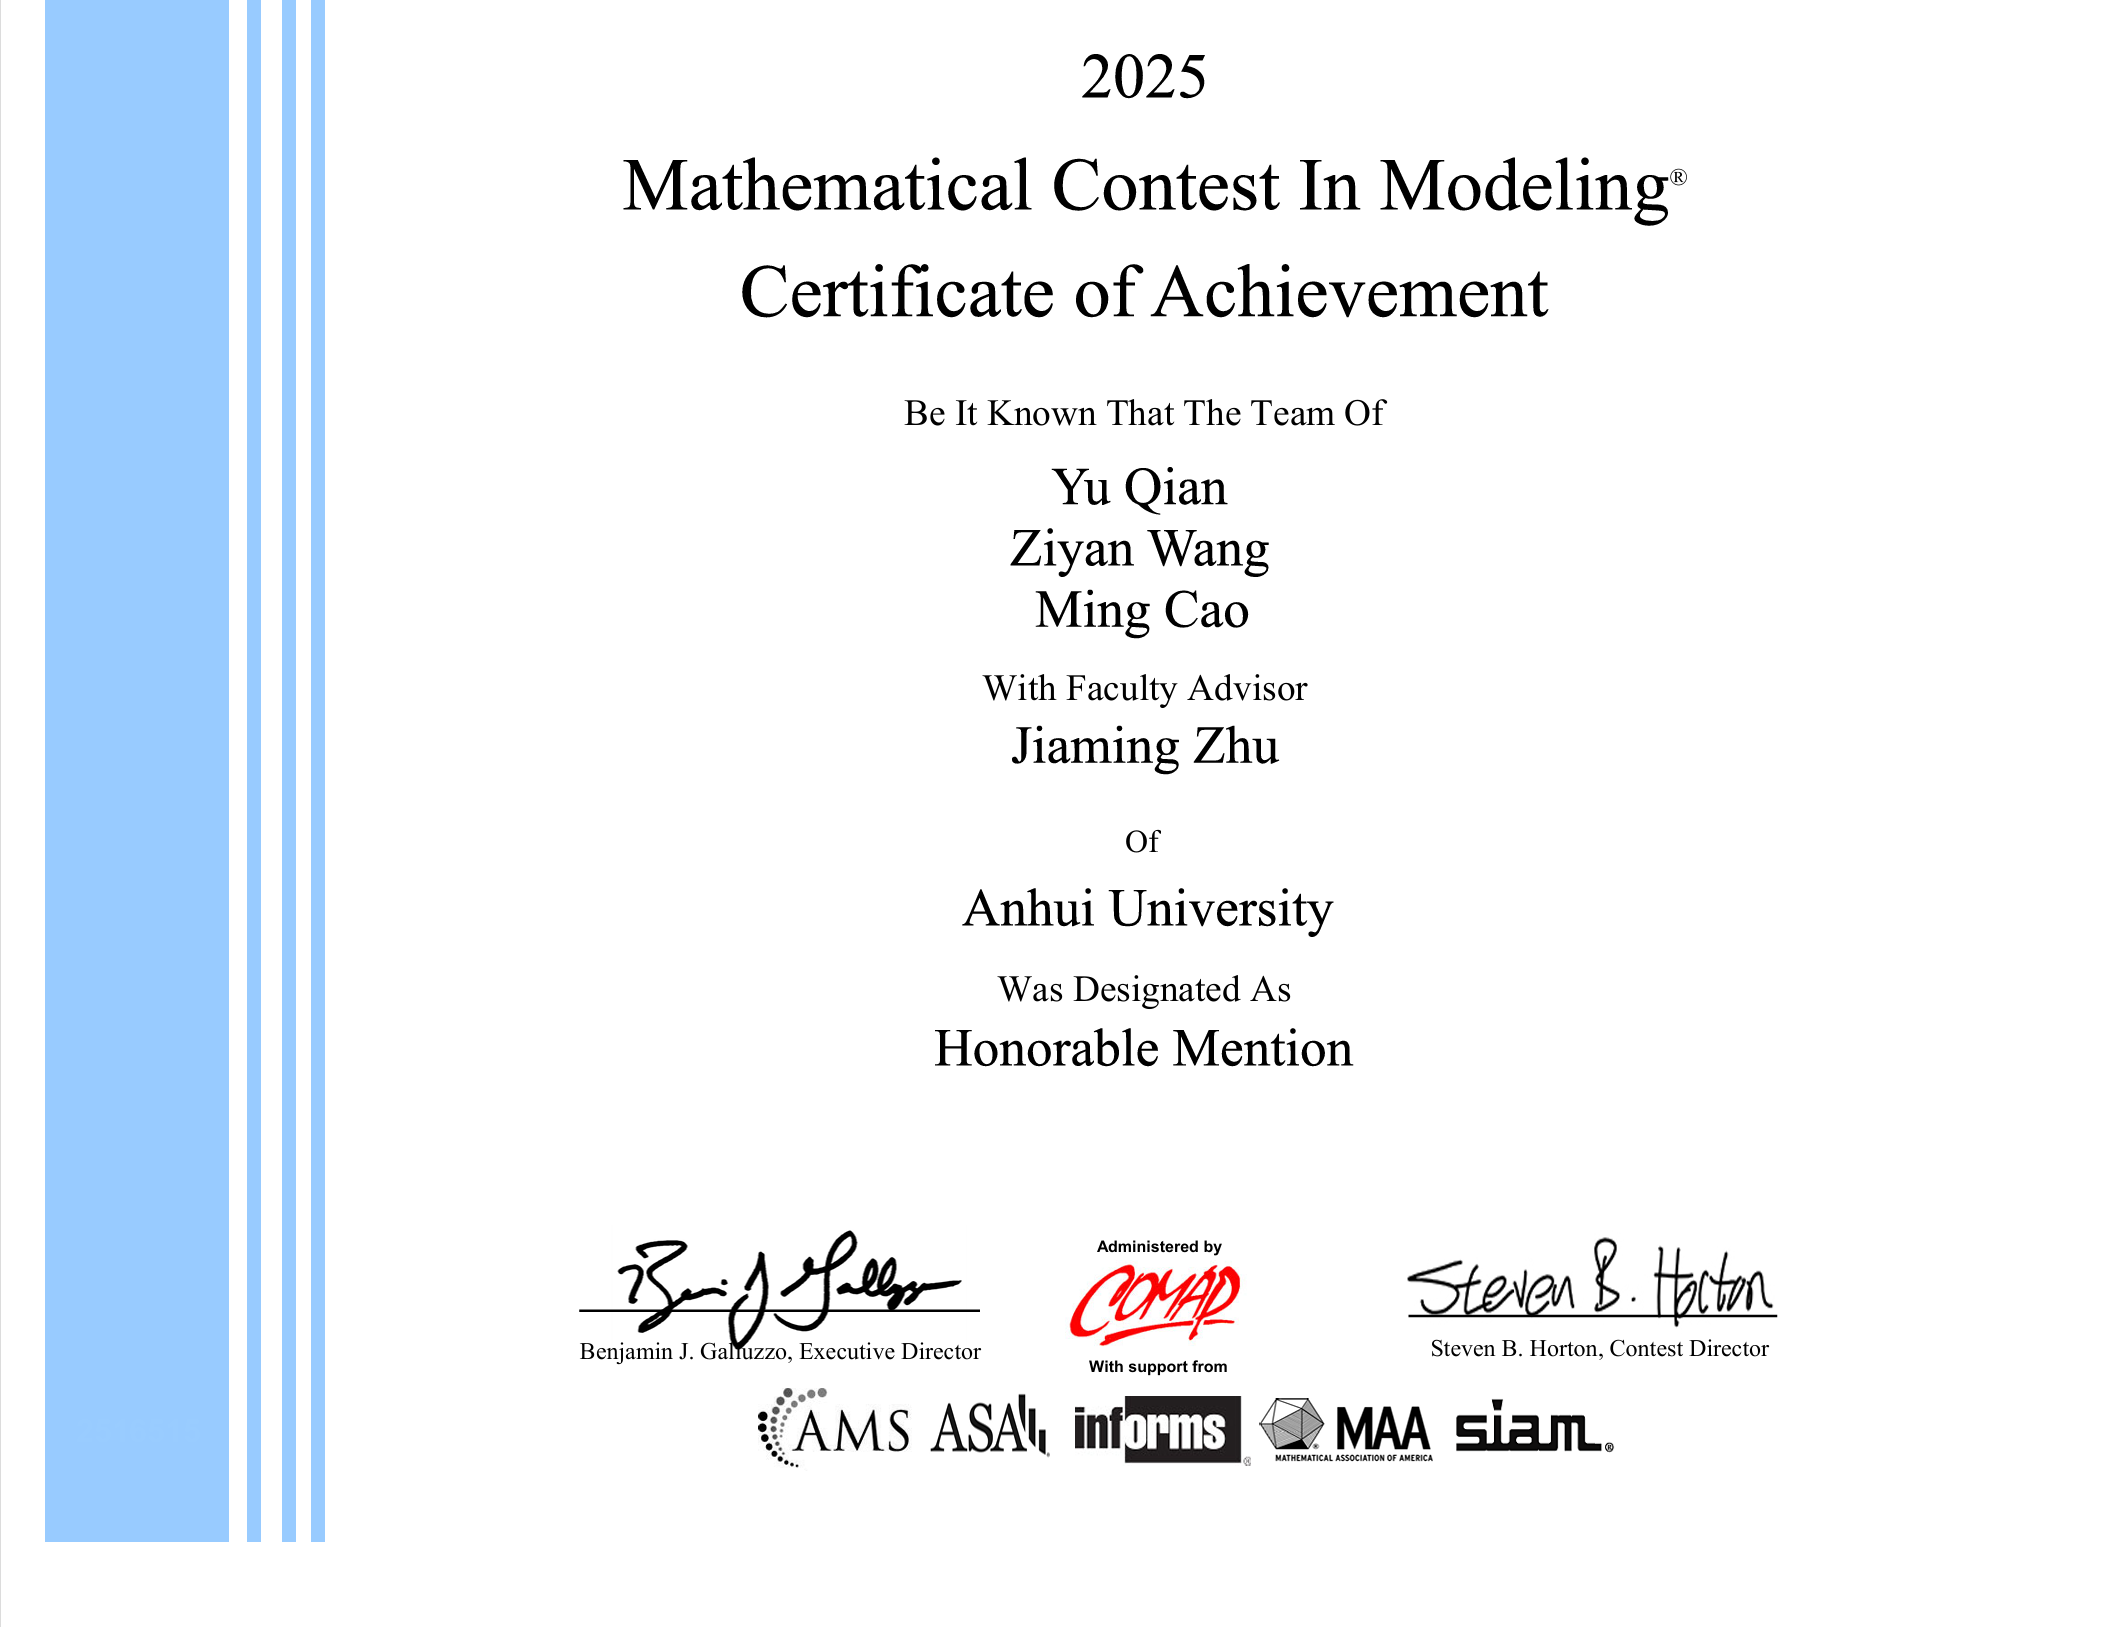 2025
Mathematical Contest In Modeling®
Certificate of Achievement
Be It Known That The Team Of
Yu Qian
Ziyan Wang
Ming Cao
With Faculty Advisor
Jiaming Zhu
Of
Anhui University
Was Designated As
Honorable Mention
Administered by
COMAP
Steven B. Horton
Benjamin J. Galluzzo, Executive Director
Steven B. Horton, Contest Director
With support from
AMS ASA informs® MAA siam®
MATHEMATICAL ASSOCIATION OF AMERICA